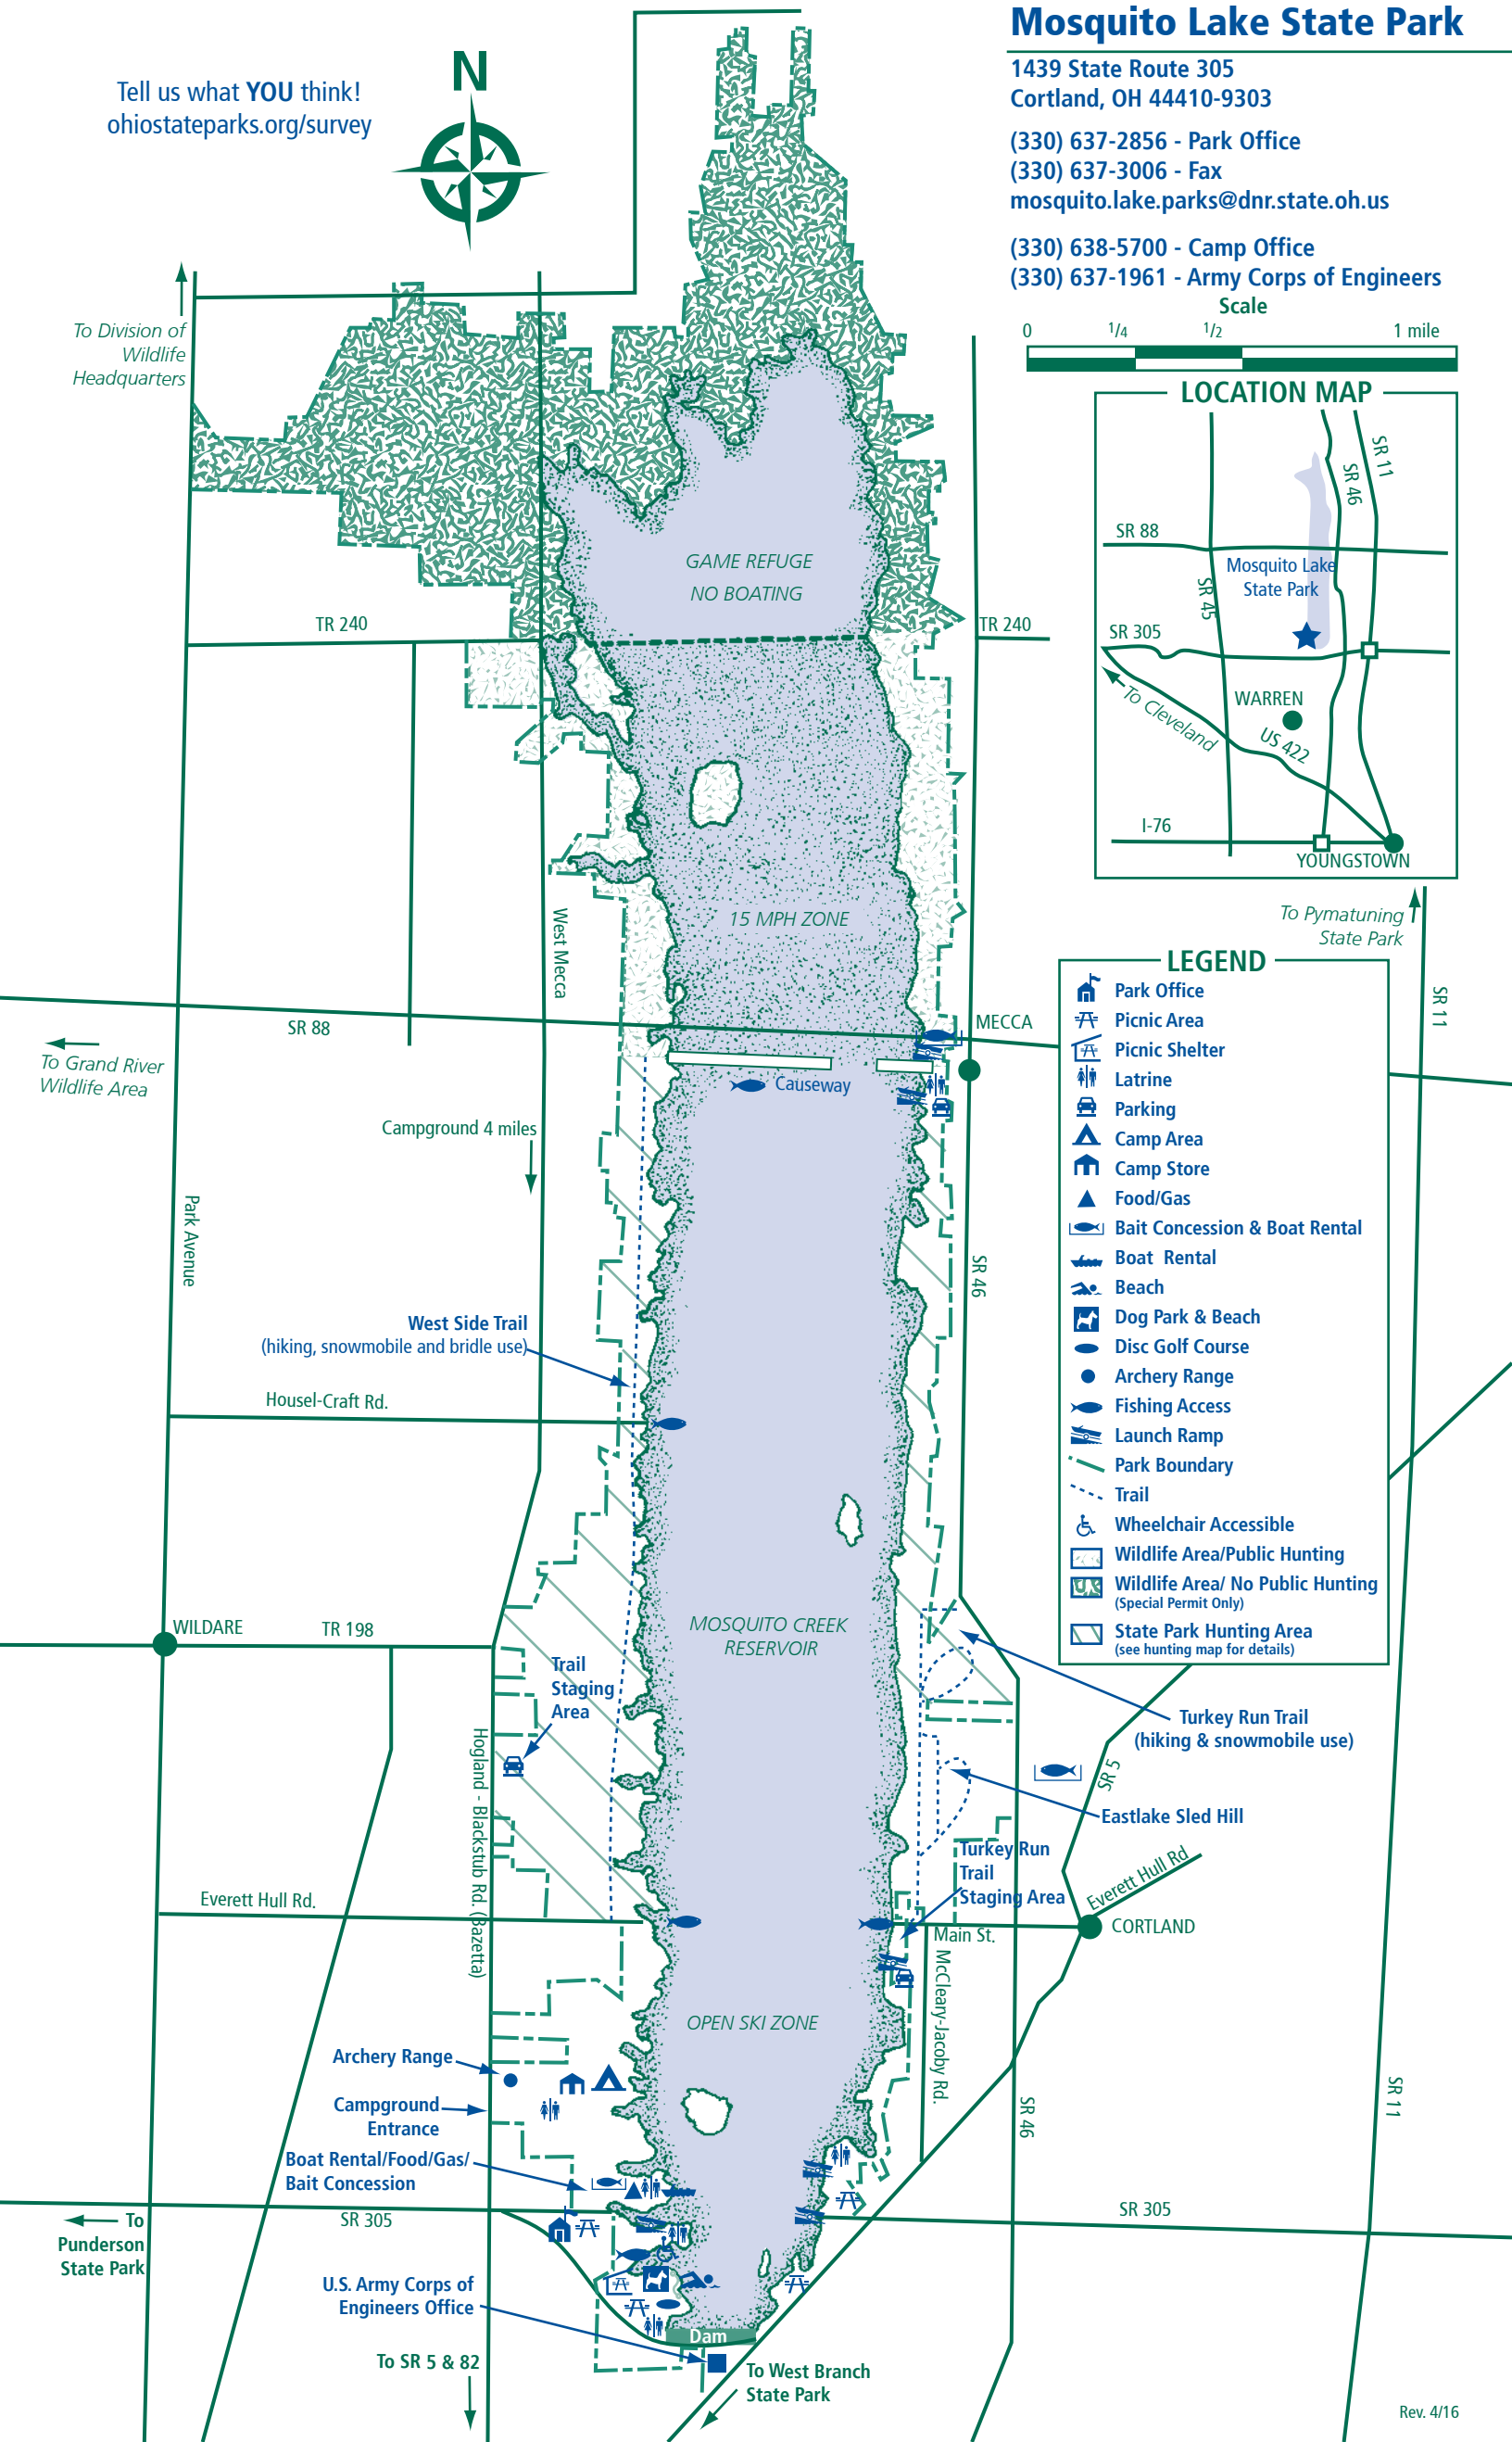 Mosquito Lake State Park
1439 State Route 305
Cortland, OH 44410-9303
(330) 637-2856 - Park Office
(330) 637-3006 - Fax
mosquito.lake.parks@dnr.state.oh.us
(330) 638-5700 - Camp Office
(330) 637-1961 - Army Corps of Engineers
Tell us what YOU think!
ohiostateparks.org/survey
N
Scale
0 1/4 1/2 1 mile
To Division of
Wildlife
Headquarters
LOCATION MAP
SR 11
SR 46
SR 88
Mosquito Lake
State Park
SR 45
SR 305
To Cleveland
WARREN
US 422
I-76
YOUNGSTOWN
GAME REFUGE
NO BOATING
TR 240
TR 240
15 MPH ZONE
West Mecca
To Pymatuning
State Park
SR 11
SR 88
MECCA
To Grand River
Wildlife Area
Causeway
Campground 4 miles
Park Avenue
SR 46
LEGEND
Park Office
Picnic Area
Picnic Shelter
Latrine
Parking
Camp Area
Camp Store
Food/Gas
Bait Concession & Boat Rental
Boat Rental
Beach
Dog Park & Beach
Disc Golf Course
Archery Range
Fishing Access
Launch Ramp
Park Boundary
Trail
Wheelchair Accessible
Wildlife Area/Public Hunting
Wildlife Area/ No Public Hunting
(Special Permit Only)
State Park Hunting Area
(see hunting map for details)
West Side Trail
(hiking, snowmobile and bridle use)
Housel-Craft Rd.
WILDARE
TR 198
MOSQUITO CREEK
RESERVOIR
Trail
Staging
Area
Hogland - Blackstub Rd. (Bazetta)
Turkey Run Trail
(hiking & snowmobile use)
SR 5
Eastlake Sled Hill
Turkey Run
Trail
Staging Area
Everett Hull Rd
Everett Hull Rd.
Main St.
CORTLAND
McCleary-Jacoby Rd.
OPEN SKI ZONE
Archery Range
Campground
Entrance
SR 46
SR 11
Boat Rental/Food/Gas/
Bait Concession
SR 305
SR 305
To
Punderson
State Park
U.S. Army Corps of
Engineers Office
Dam
To SR 5 & 82
To West Branch
State Park
Rev. 4/16